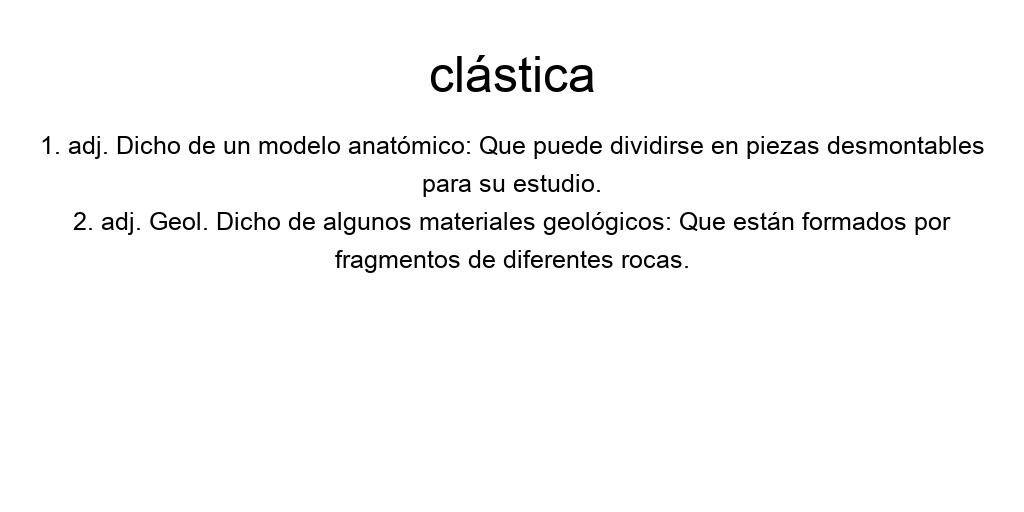 clástica
1. adj. Dicho de un modelo anatómico: Que puede dividirse en piezas desmontables
para su estudio.
2. adj. Geol. Dicho de algunos materiales geológicos: Que están formados por
fragmentos de diferentes rocas.